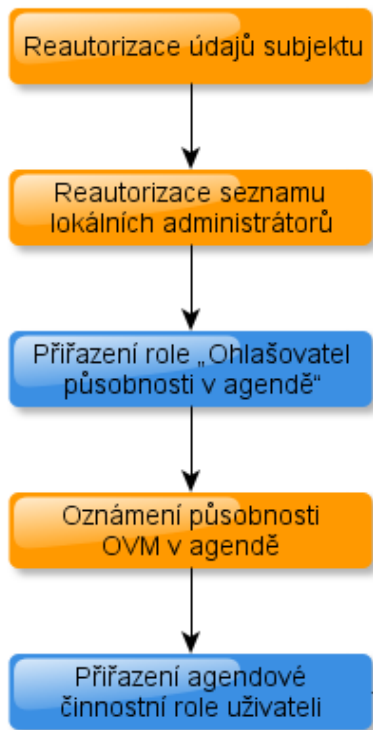 Reautorizace údajů subjektu
Reautorizace seznamu
lokálních administrátorů
Přiřazení role „Ohlašovatel
působnosti v agendě“
Oznámení působnosti
OVM v agendě
Přiřazení agendové
činnostní role uživateli